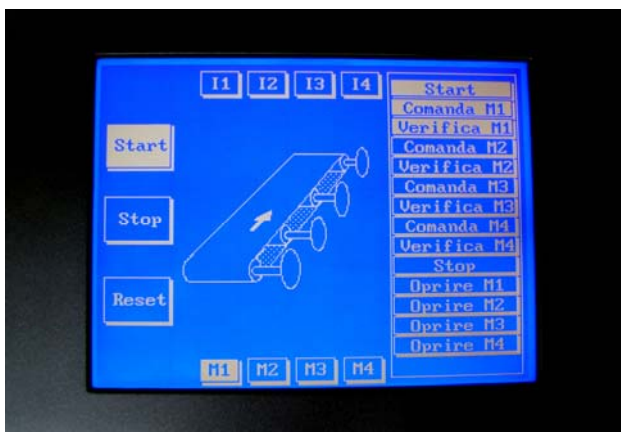 I1 I2 I3 I4
Start
Stop
Reset
M1 M2 M3 M4
Start
Comanda M1
Verifica M1
Comanda M2
Verifica M2
Comanda M3
Verifica M3
Comanda M4
Verifica M4
Stop
Oprire M1
Oprire M2
Oprire M3
Oprire M4